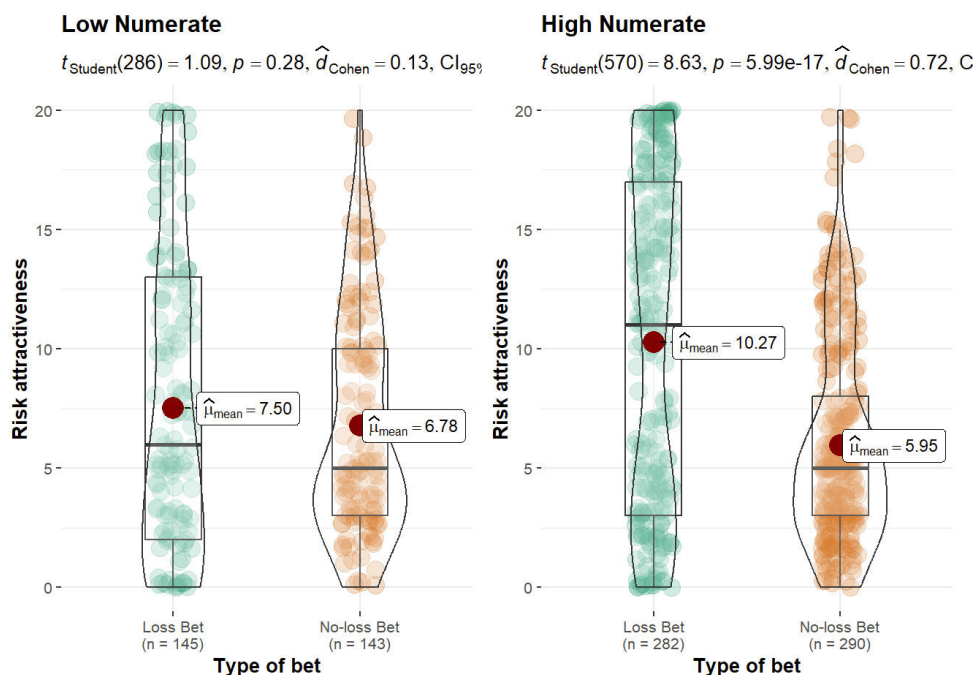 Low Numerate
t Student(286) = 1.09, p = 0.28, d̂ Cohen = 0.13, CI95%
Risk attractiveness
20
15
10
5
0
μ̂mean = 7.50
μ̂mean = 6.78
Loss Bet
(n = 145)
No-loss Bet
(n = 143)
Type of bet
High Numerate
t Student(570) = 8.63, p = 5.99e-17, d̂ Cohen = 0.72, C
Risk attractiveness
20
15
10
5
0
μ̂mean = 10.27
μ̂mean = 5.95
Loss Bet
(n = 282)
No-loss Bet
(n = 290)
Type of bet